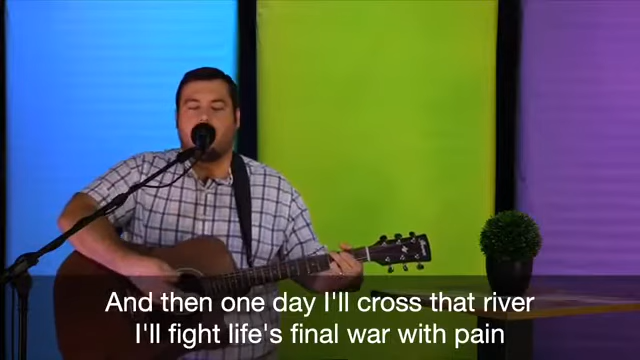 And then one day I'll cross that river
I'll fight life's final war with pain